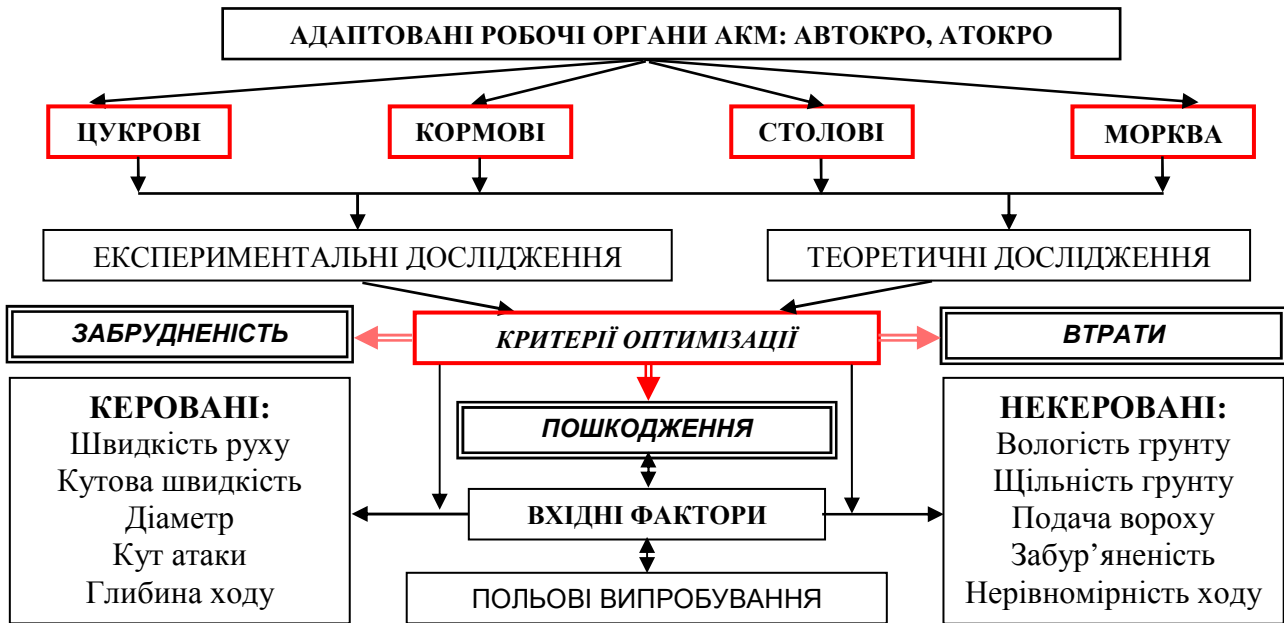 АДАПТОВАНІ РОБОЧІ ОРГАНИ АКМ: АВТОКРО, АТОКРО
ЦУКРОВІ
КОРМОВІ
СТОЛОВІ
МОРКВА
ЕКСПЕРИМЕНТАЛЬНІ ДОСЛІДЖЕННЯ
ТЕОРЕТИЧНІ ДОСЛІДЖЕННЯ
ЗАБРУДНЕНІСТЬ
КРИТЕРІЇ ОПТИМІЗАЦІЇ
ВТРАТИ
КЕРОВАНІ:
Швидкість руху
Кутова швидкість
Діаметр
Кут атаки
Глибина ходу
ПОШКОДЖЕННЯ
ВХІДНІ ФАКТОРИ
ПОЛЬОВІ ВИПРОБУВАННЯ
НЕКЕРОВАНІ:
Вологість грунту
Щільність грунту
Подача вороху
Забур’яненість
Нерівномірність ходу